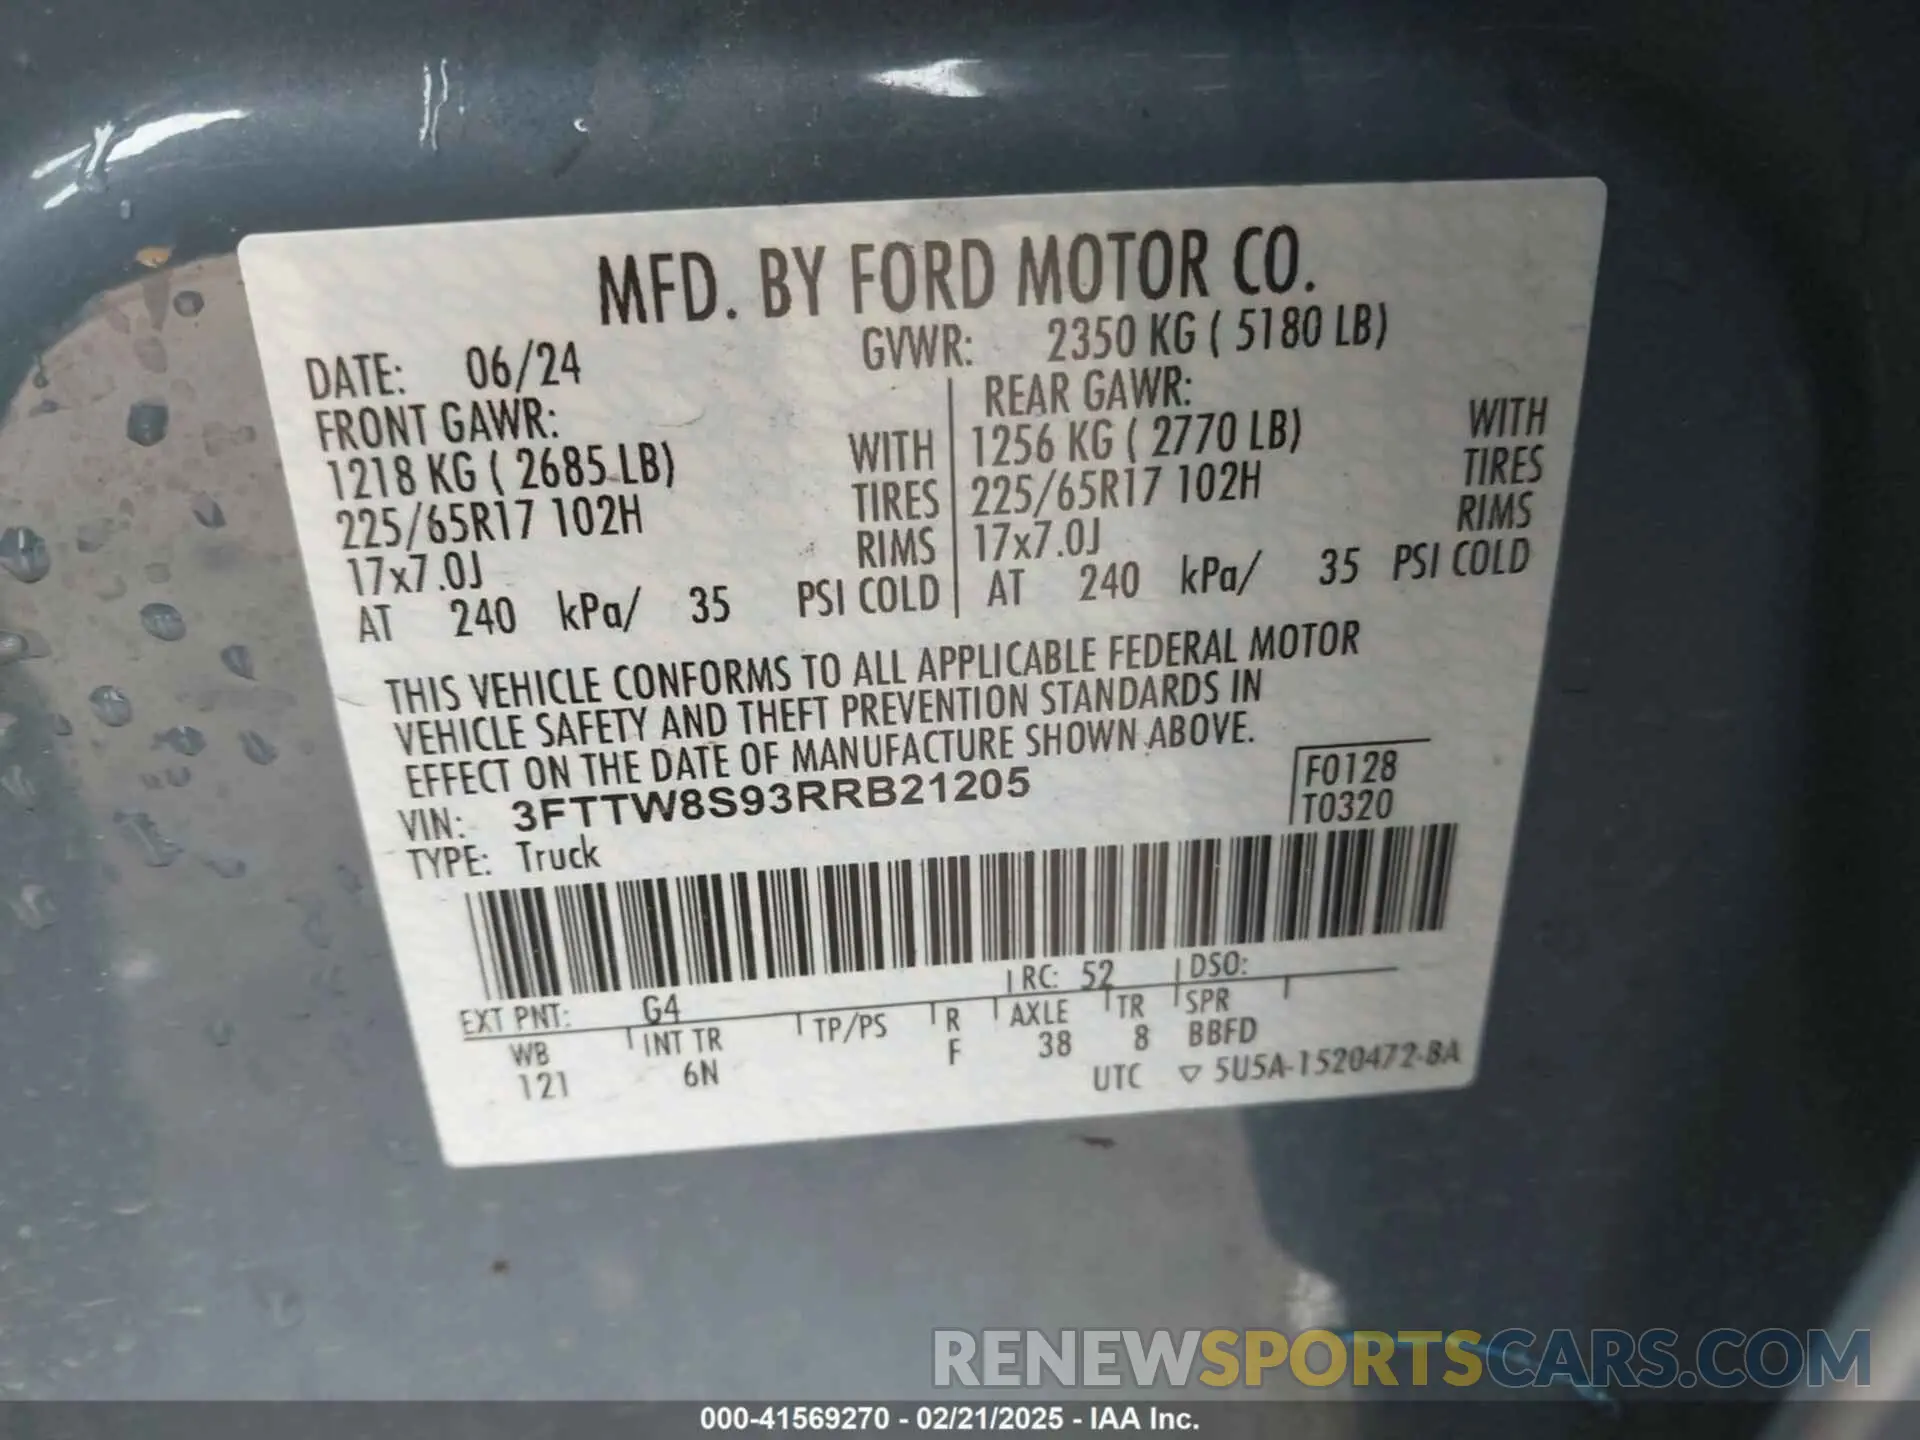 MFD. BY FORD MOTOR CO.
DATE: 06/24 GVWR: 2350 KG ( 5180 LB)
FRONT GAWR: REAR GAWR:
1218 KG ( 2685 LB) WITH 1256 KG ( 2770 LB) WITH
225/65R17 102H TIRES 225/65R17 102H TIRES
17x7.0J RIMS 17x7.0J RIMS
AT 240 kPa/ 35 PSI COLD AT 240 kPa/ 35 PSI COLD
THIS VEHICLE CONFORMS TO ALL APPLICABLE FEDERAL MOTOR
VEHICLE SAFETY AND THEFT PREVENTION STANDARDS IN
EFFECT ON THE DATE OF MANUFACTURE SHOWN ABOVE.
VIN: 3FTTW8S93RRB21205 F0128
TYPE: Truck T0320
EXT PNT: G4 RC: 52 DSO:
WB INT TR TP/PS R AXLE TR SPR
121 6N F 38 8 BBFD
UTC ▽ 5U5A-1520472-BA
RENEWSPORTSCARS.COM
000-41569270 - 02/21/2025 - IAA Inc.